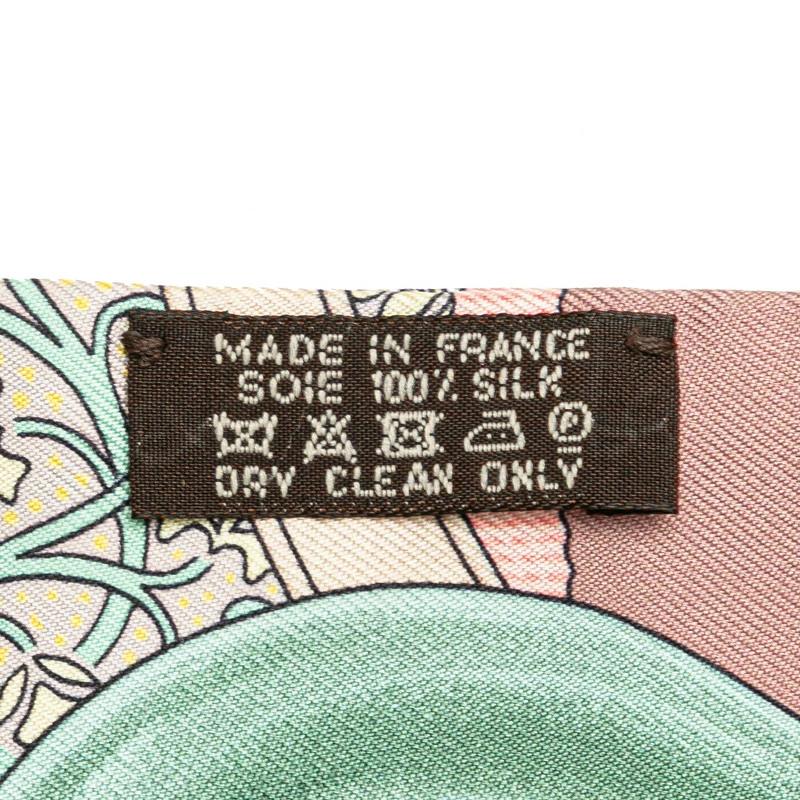 MADE IN FRANCE
SOIE 100% SILK
P
DRY CLEAN ONLY